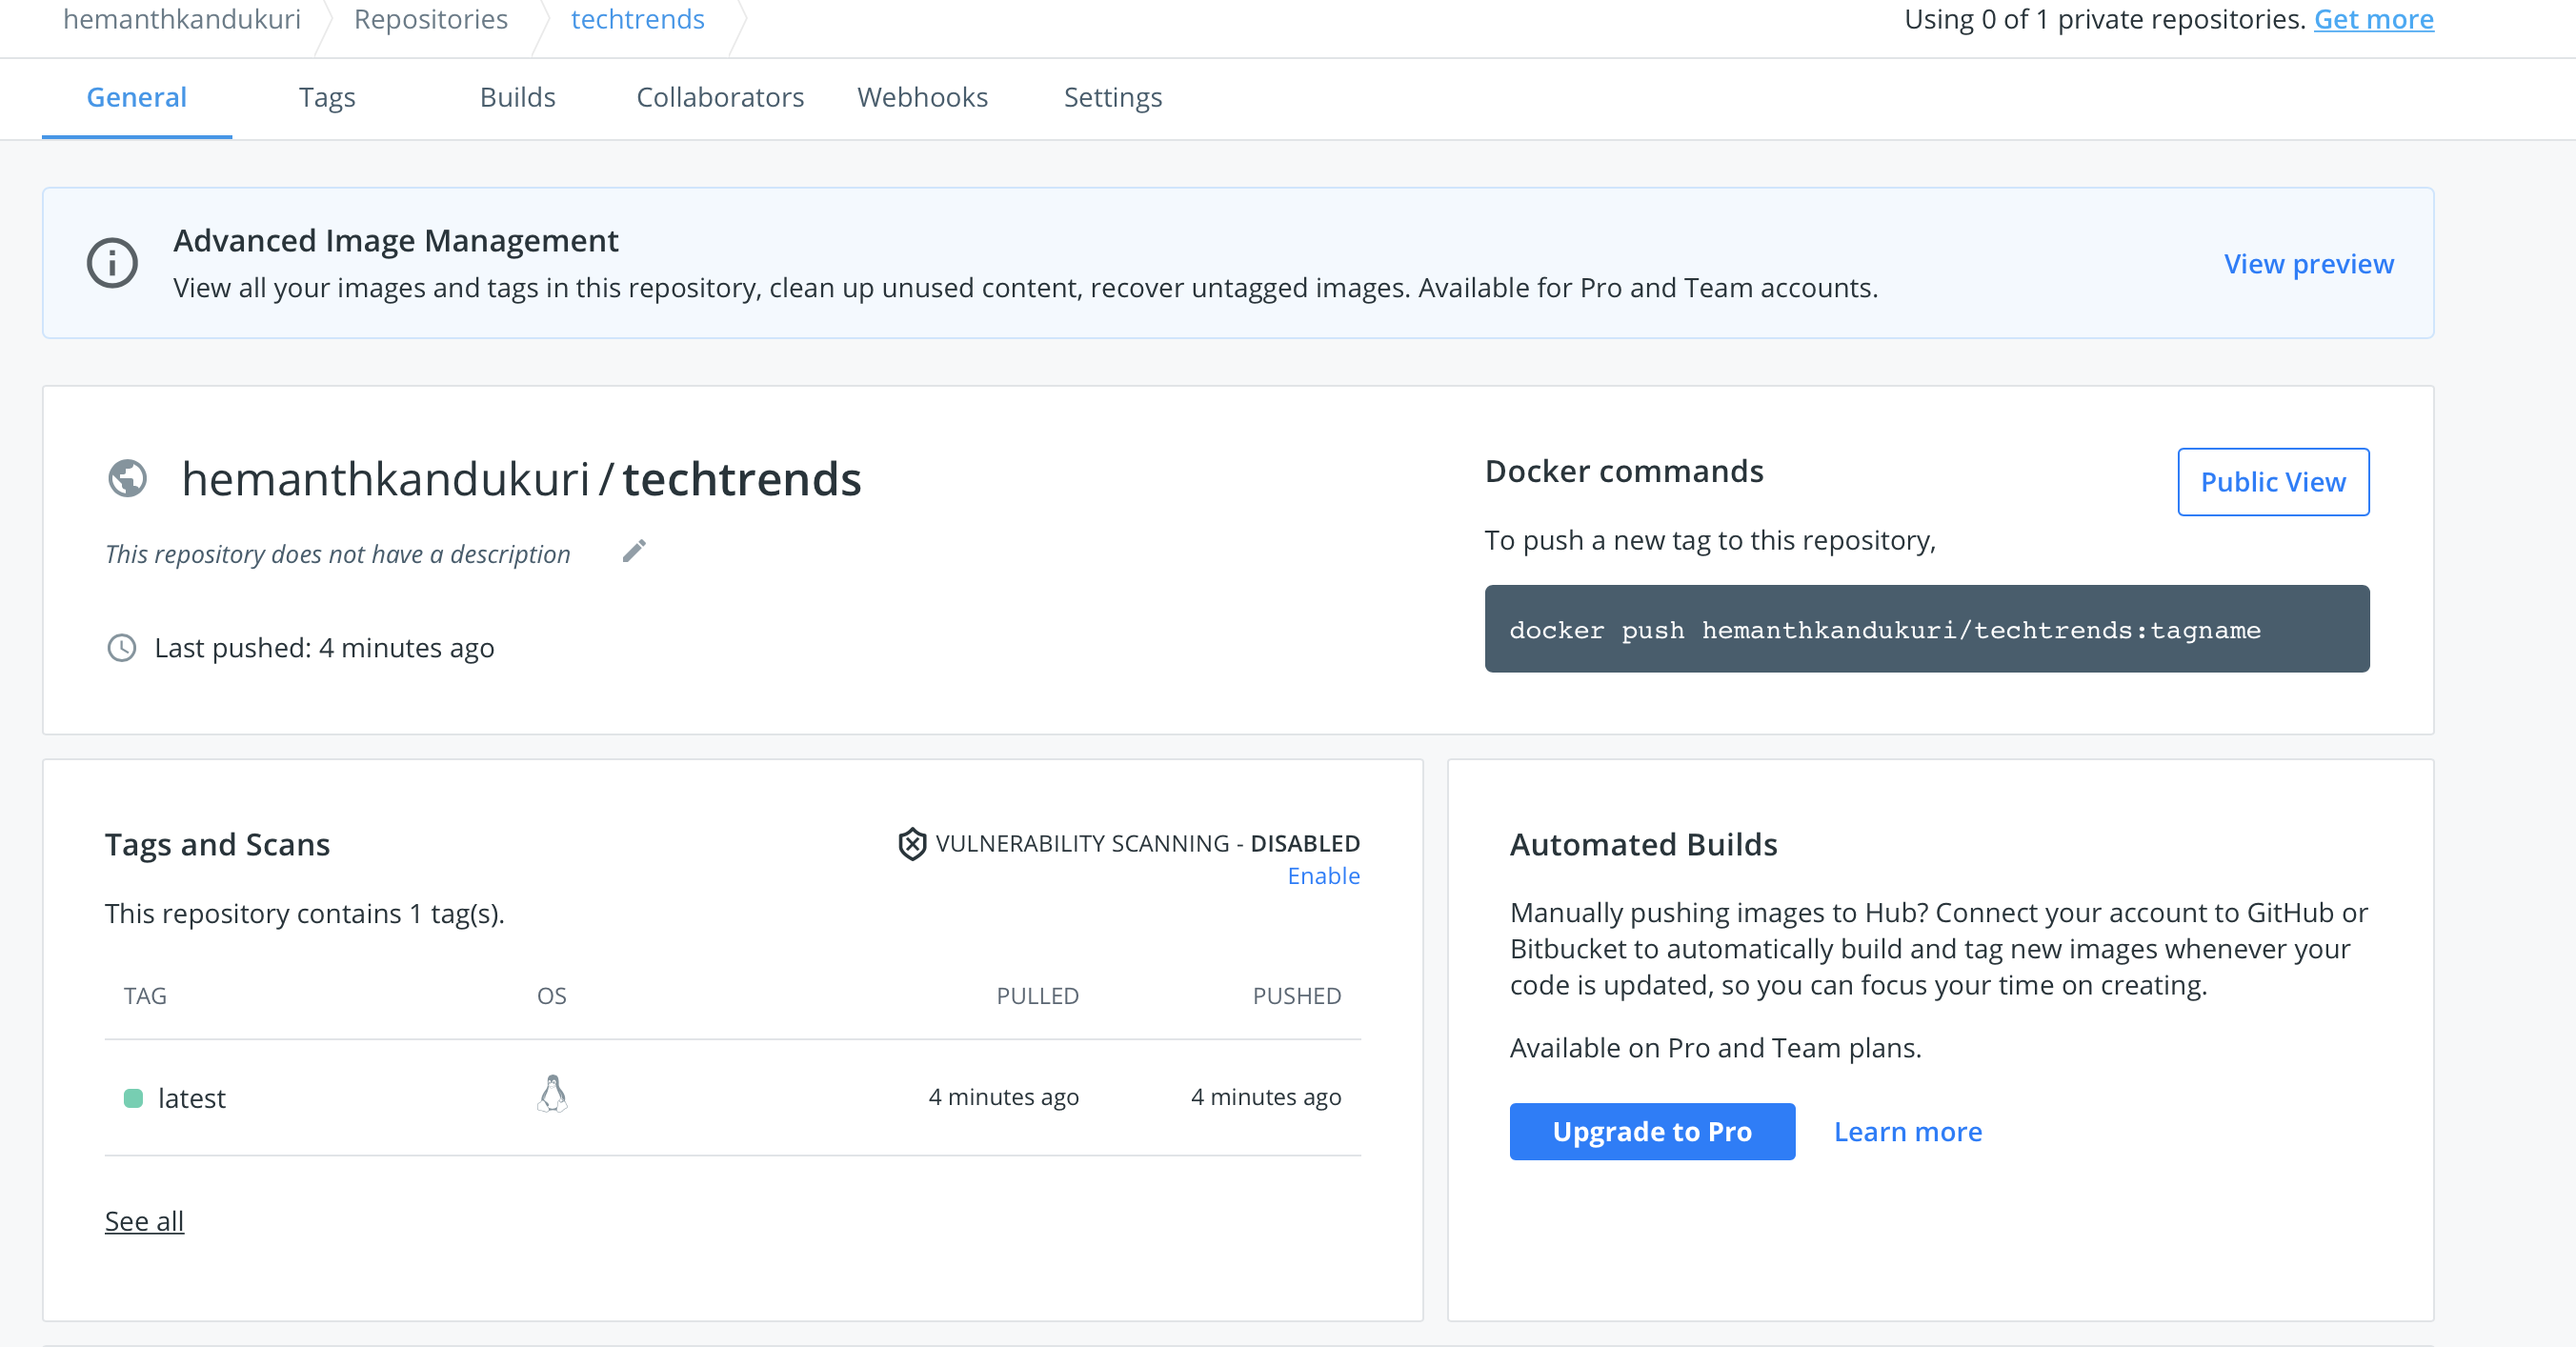 hemanthkandukuri Repositories techtrends Using 0 of 1 private repositories. Get more
General Tags Builds Collaborators Webhooks Settings
Advanced Image Management
View all your images and tags in this repository, clean up unused content, recover untagged images. Available for Pro and Team accounts.
View preview
hemanthkandukuri / techtrends
This repository does not have a description
Last pushed: 4 minutes ago
Docker commands
Public View
To push a new tag to this repository,
docker push hemanthkandukuri/techtrends:tagname
Tags and Scans
VULNERABILITY SCANNING - DISABLED
Enable
This repository contains 1 tag(s).
TAG OS PULLED PUSHED
latest 4 minutes ago 4 minutes ago
See all
Automated Builds
Manually pushing images to Hub? Connect your account to GitHub or
Bitbucket to automatically build and tag new images whenever your
code is updated, so you can focus your time on creating.
Available on Pro and Team plans.
Upgrade to Pro Learn more